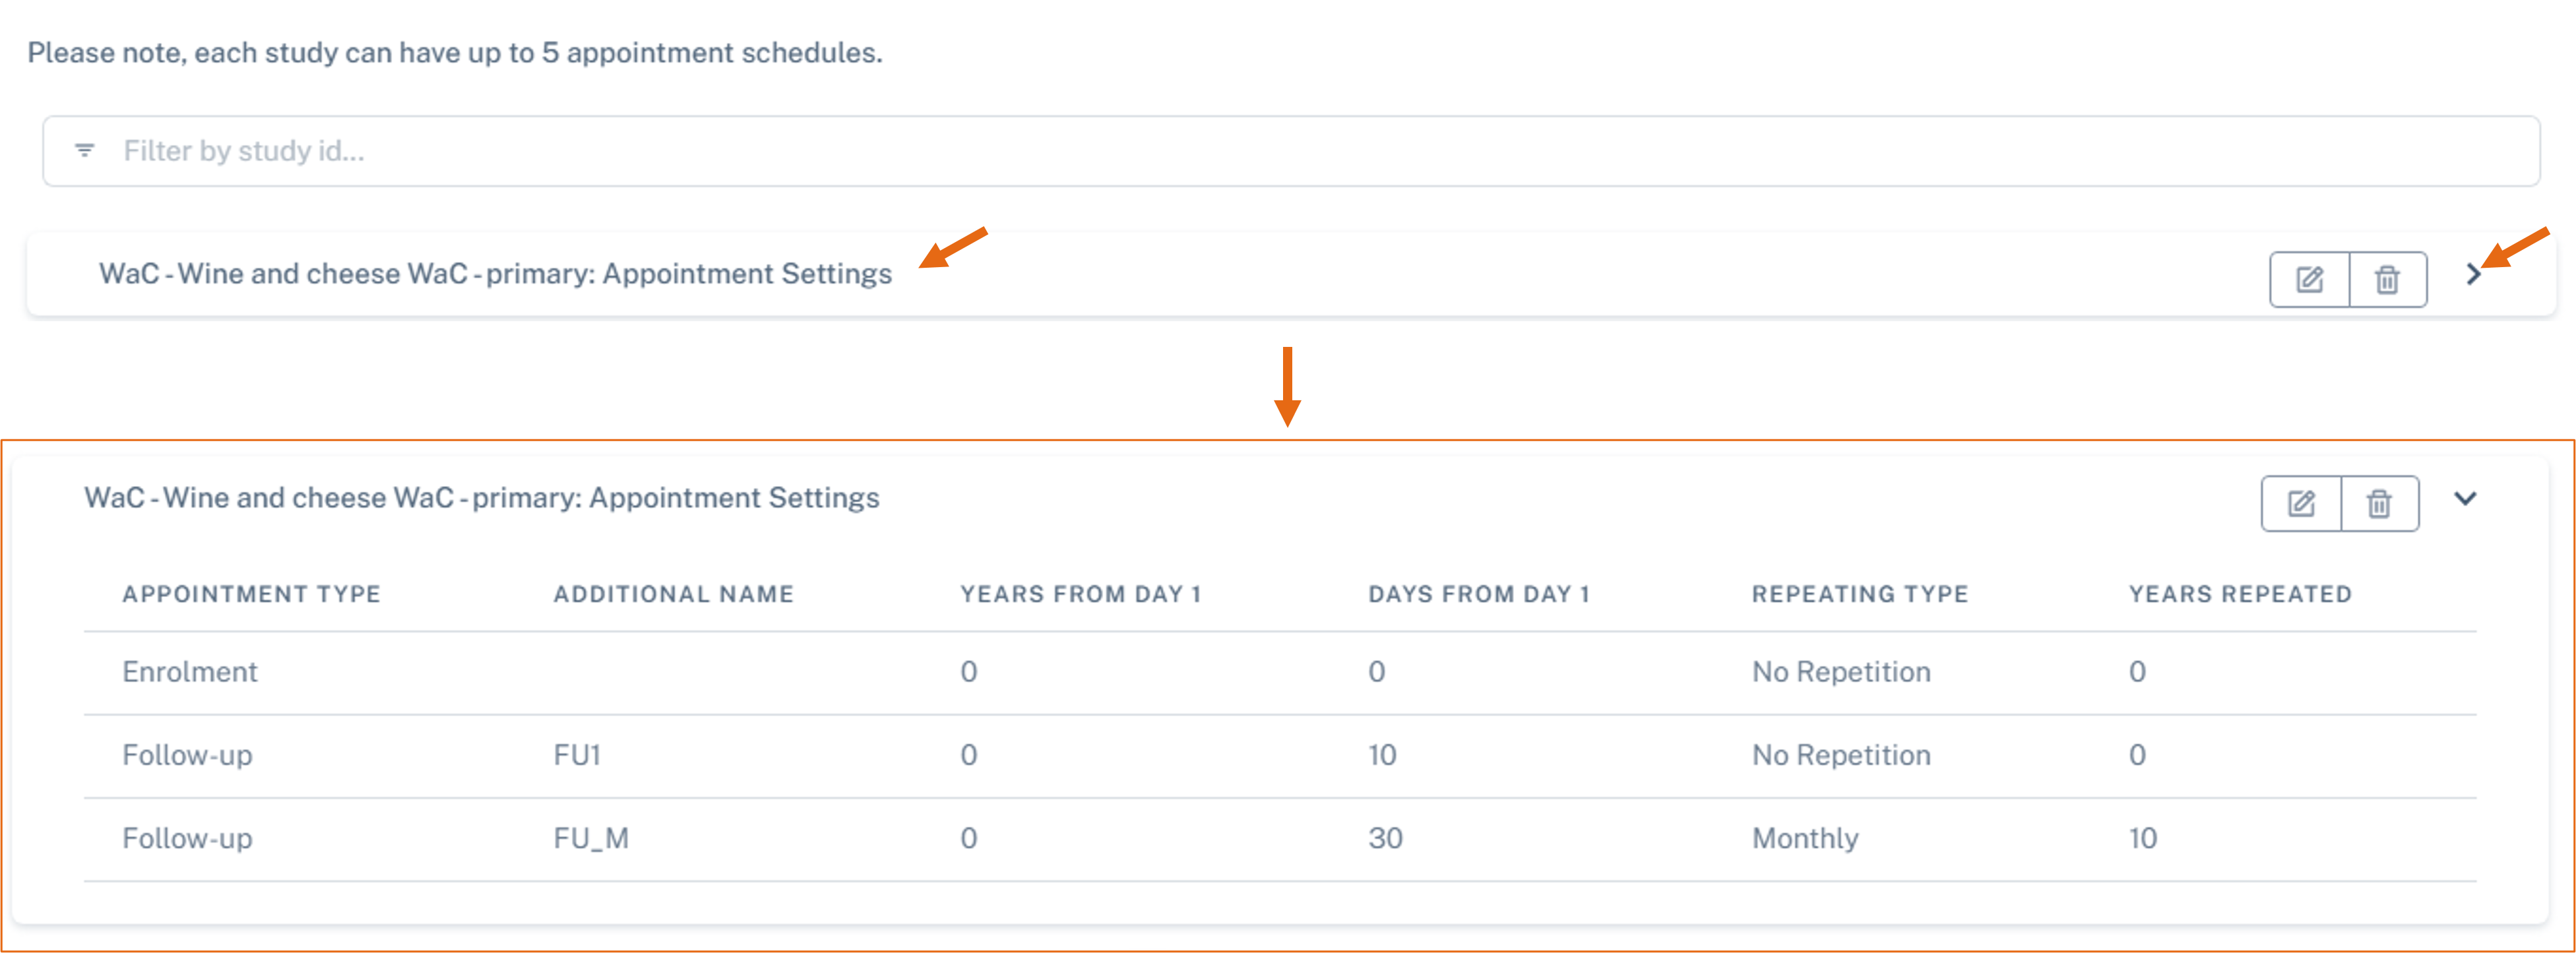 Please note, each study can have up to 5 appointment schedules.
Filter by study id...
WaC - Wine and cheese WaC - primary: Appointment Settings
WaC - Wine and cheese WaC - primary: Appointment Settings
APPOINTMENT TYPE ADDITIONAL NAME YEARS FROM DAY 1 DAYS FROM DAY 1 REPEATING TYPE YEARS REPEATED
Enrolment 0 0 No Repetition 0
Follow-up FU1 0 10 No Repetition 0
Follow-up FU_M 0 30 Monthly 10